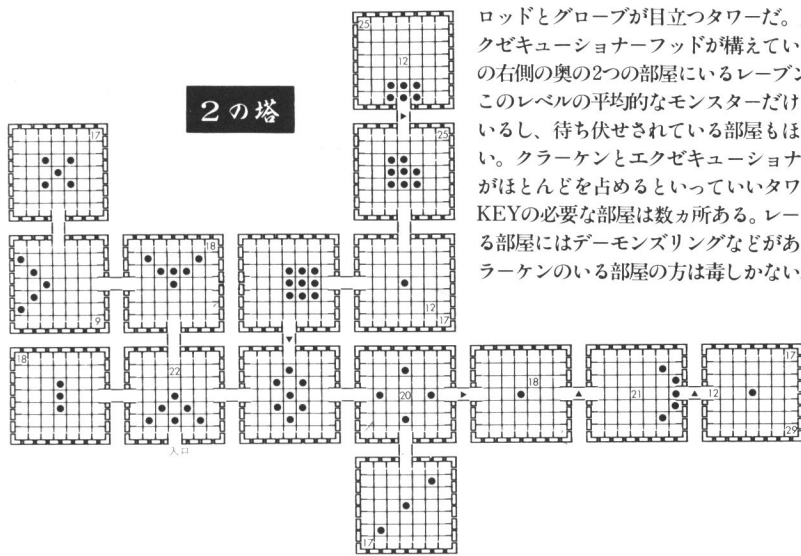 ロッドとグローブが目立つタワーだ。
クゼキューショナーフッドが構えてい
の右側の奥の2つの部屋にいるレーブン
このレベルの平均的なモンスターだけ
いるし、待ち伏せされている部屋もほ
い。クラーケンとエクゼキューショナ
がほとんどを占めるといっていいタワ
KEYの必要な部屋は数ヵ所ある。レー
る部屋にはデーモンズリングなどがあ
ラーケンのいる部屋の方は毒しかない
2の塔
25
12
17
25
18
7
9
12
17
18
22
20
18
21
12
17
29
入口
17